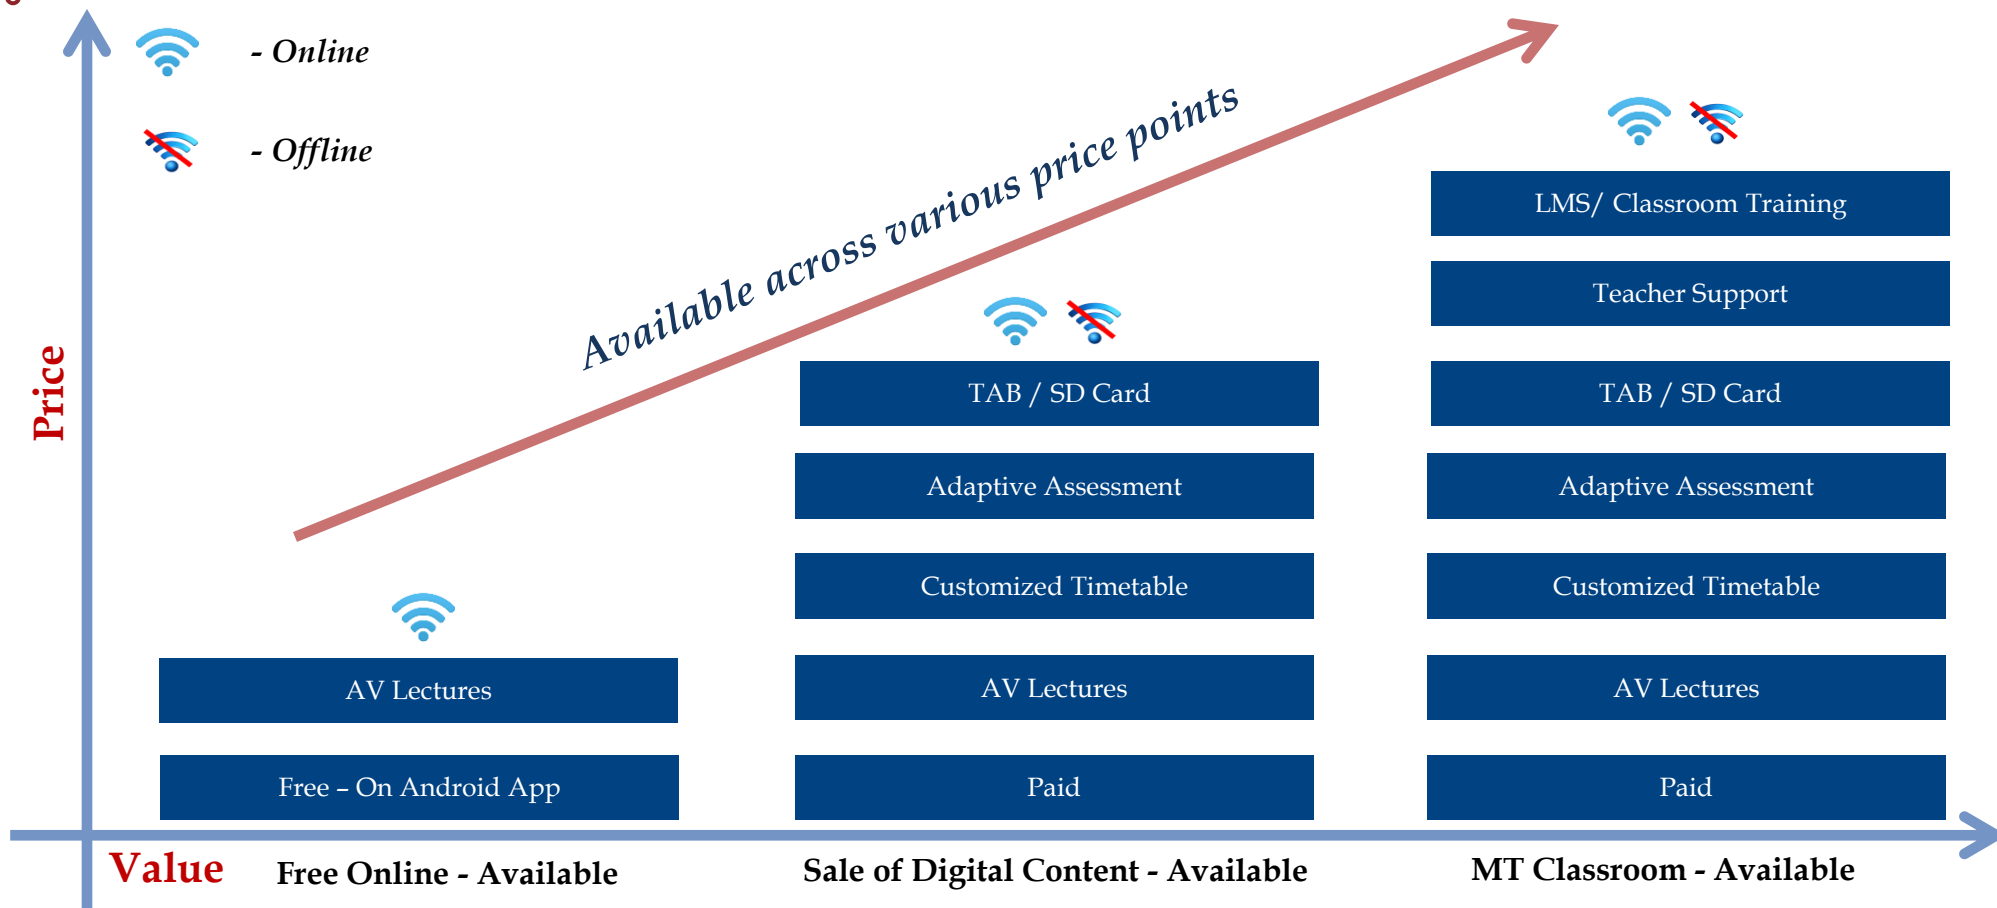 - Online
- Offline
Available across various price points
Price
LMS/ Classroom Training
Teacher Support
TAB / SD Card
TAB / SD Card
Adaptive Assessment
Adaptive Assessment
Customized Timetable
Customized Timetable
AV Lectures
AV Lectures
AV Lectures
Free – On Android App
Paid
Paid
Value
Free Online - Available
Sale of Digital Content - Available
MT Classroom - Available